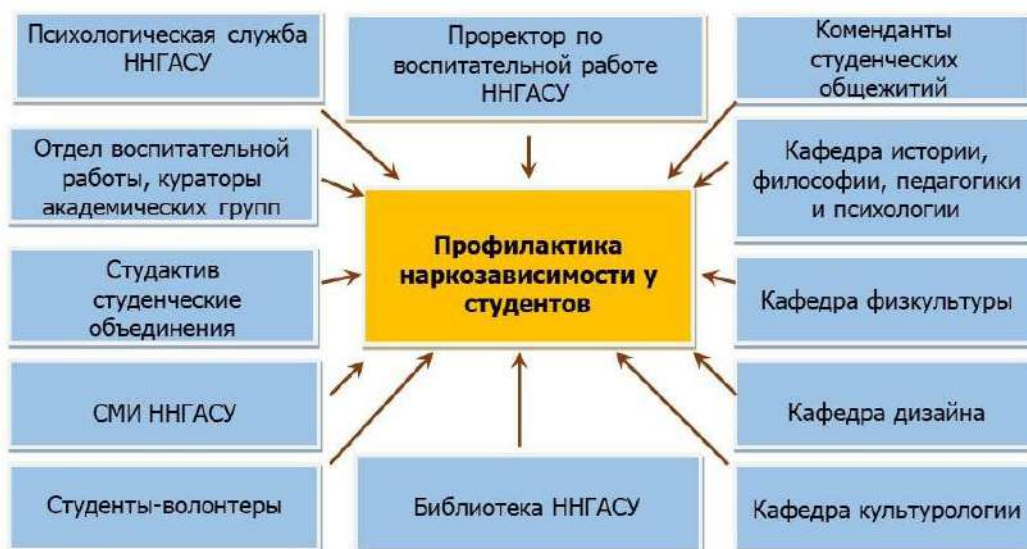 Психологическая служба
ННГАСУ
Проректор по
воспитательной работе
ННГАСУ
Коменданты
студенческих
общежитий
Отдел воспитательной
работы, кураторы
академических групп
Кафедра истории,
философии, педагогики
и психологии
Профилактика
наркозависимости у
студентов
Студактив
студенческие
объединения
Кафедра физкультуры
СМИ ННГАСУ
Кафедра дизайна
Студенты-волонтеры
Библиотека ННГАСУ
Кафедра культурологии